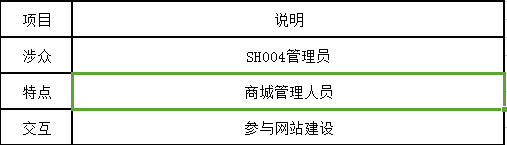 项目 说明
涉众 SH004管理员
特点 商城管理人员
交互 参与网站建设